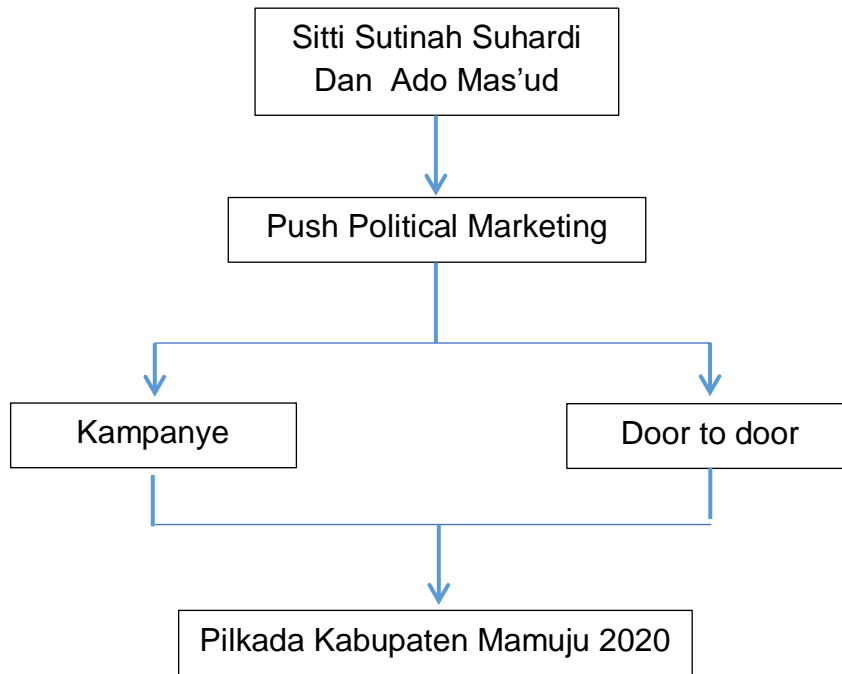 Sitti Sutinah Suhardi
Dan Ado Mas’ud
Push Political Marketing
Kampanye
Door to door
Pilkada Kabupaten Mamuju 2020